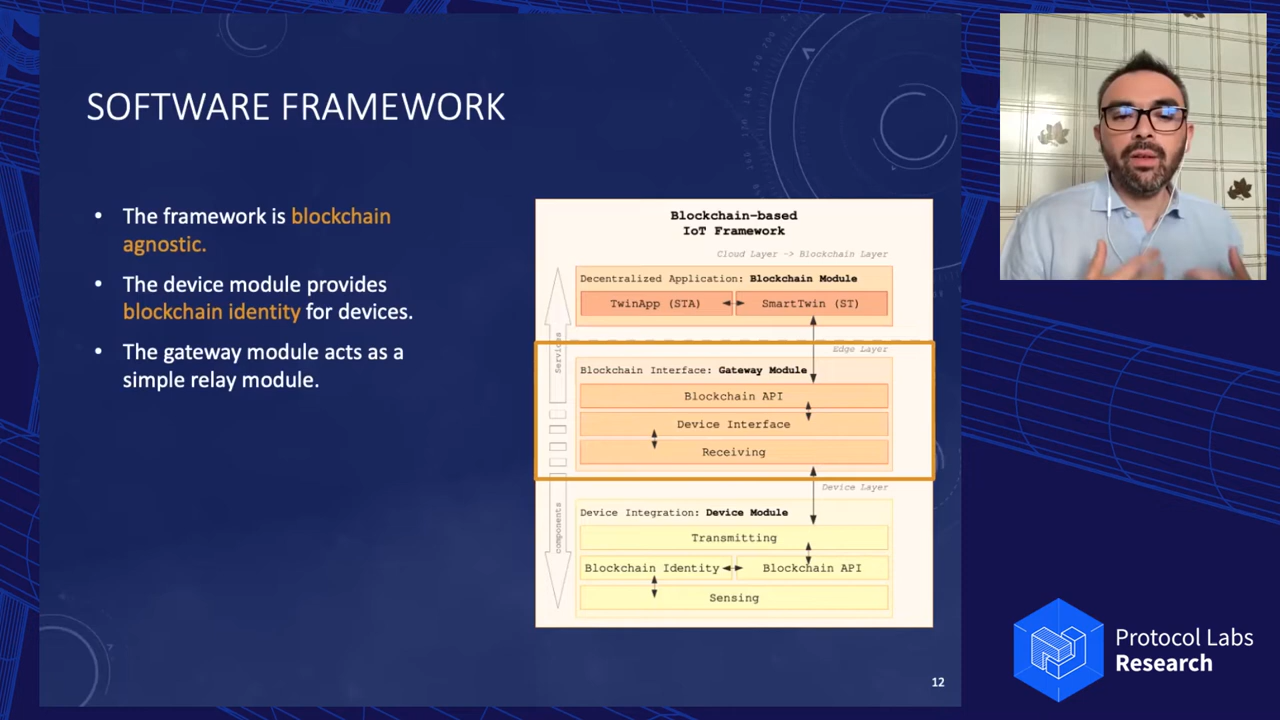 SOFTWARE FRAMEWORK
• The framework is blockchain
agnostic.
• The device module provides
blockchain identity for devices.
• The gateway module acts as a
simple relay module.
Blockchain-based
IoT Framework
Cloud Layer -> Blockchain Layer
Decentralized Application: Blockchain Module
TwinApp (STA)
SmartTwin (ST)
Services
Edge Layer
Blockchain Interface: Gateway Module
Blockchain API
Device Interface
Receiving
Device Layer
components
Device Integration: Device Module
Transmitting
Blockchain Identity
Blockchain API
Sensing
12
Protocol Labs
Research